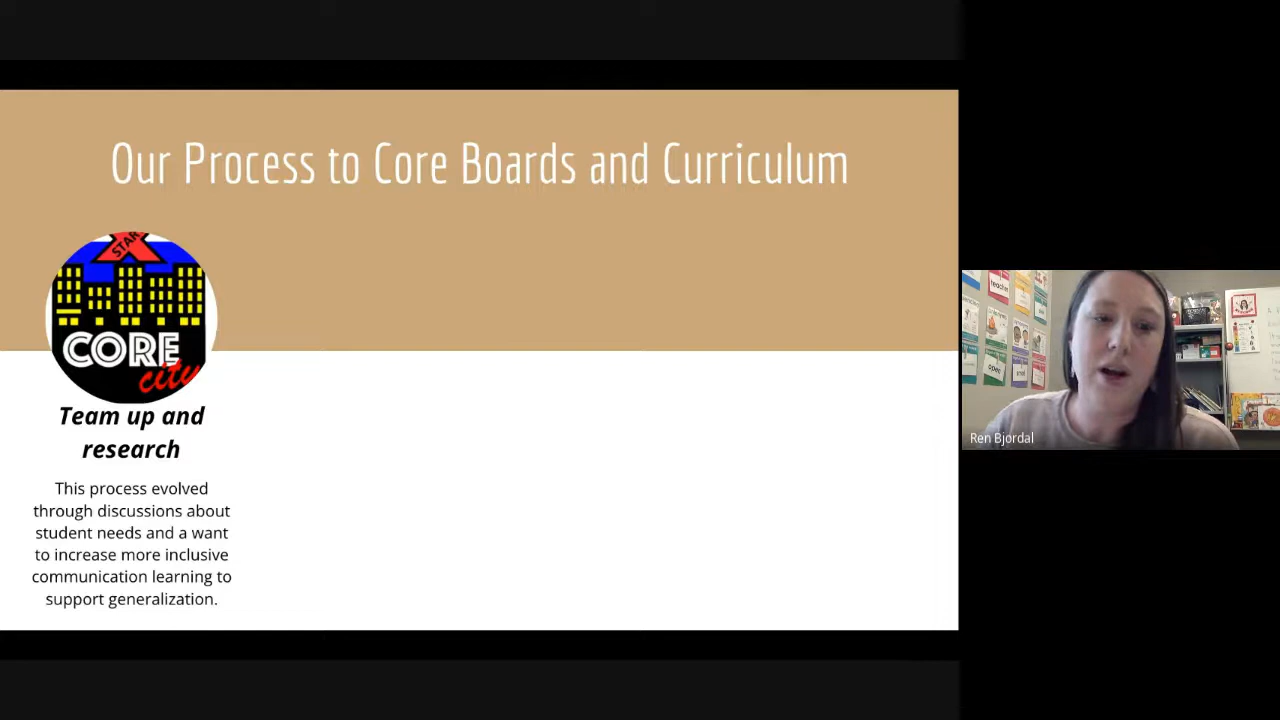 Our Process to Core Boards and Curriculum
STAR
CORE
city
Team up and
research
This process evolved
through discussions about
student needs and a want
to increase more inclusive
communication learning to
support generalization.
open
Ren Bjordal